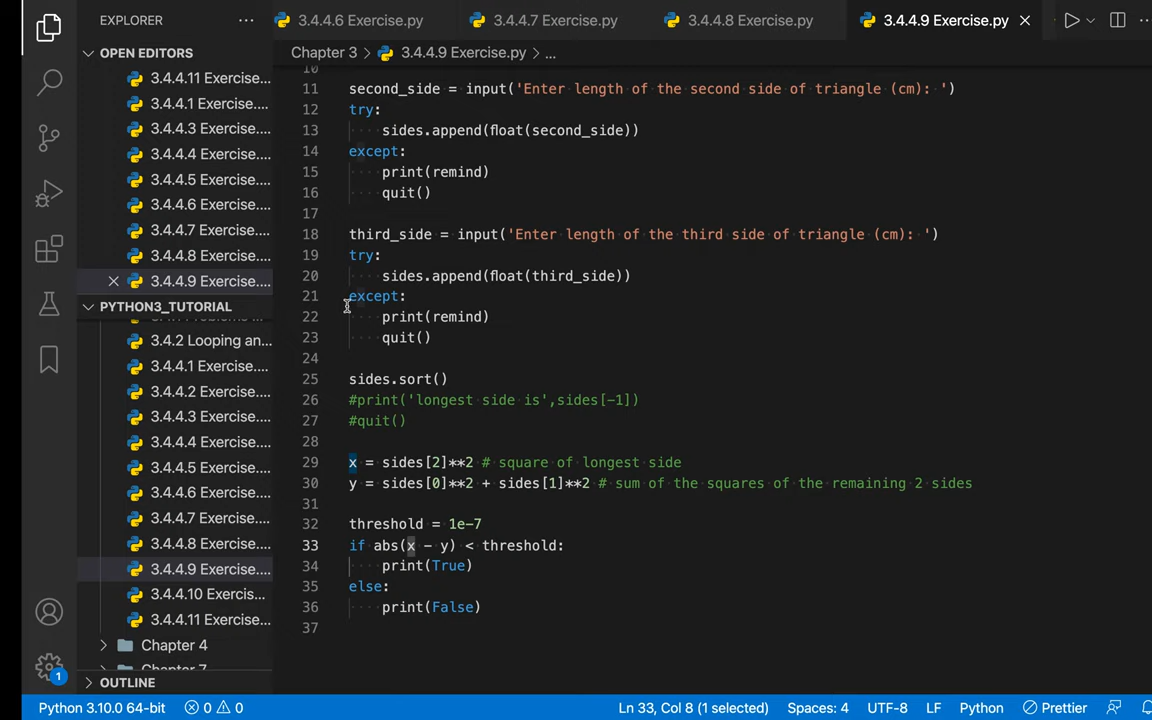 EXPLORER
3.4.4.6 Exercise.py
3.4.4.7 Exercise.py
3.4.4.8 Exercise.py
3.4.4.9 Exercise.py
OPEN EDITORS
3.4.4.11 Exercise....
3.4.4.1 Exercise....
3.4.4.3 Exercise....
3.4.4.4 Exercise....
3.4.4.5 Exercise....
3.4.4.6 Exercise....
3.4.4.7 Exercise....
3.4.4.8 Exercise....
3.4.4.9 Exercise....
PYTHON3_TUTORIAL
3.4.2 Looping an...
3.4.4.1 Exercise....
3.4.4.2 Exercise....
3.4.4.3 Exercise....
3.4.4.4 Exercise....
3.4.4.5 Exercise....
3.4.4.6 Exercise....
3.4.4.7 Exercise....
3.4.4.8 Exercise....
3.4.4.9 Exercise....
3.4.4.10 Exercis...
3.4.4.11 Exercise...
Chapter 4
OUTLINE
Chapter 3 > 3.4.4.9 Exercise.py > ...
10
11 second_side = input('Enter length of the second side of triangle (cm): ')
12 try:
13     sides.append(float(second_side))
14 except:
15     print(remind)
16     quit()
17
18 third_side = input('Enter length of the third side of triangle (cm): ')
19 try:
20     sides.append(float(third_side))
21 except:
22     print(remind)
23     quit()
24
25 sides.sort()
26 #print('longest side is',sides[-1])
27 #quit()
28
29 x = sides[2]**2 # square of longest side
30 y = sides[0]**2 + sides[1]**2 # sum of the squares of the remaining 2 sides
31
32 threshold = 1e-7
33 if abs(x - y) < threshold:
34     print(True)
35 else:
36     print(False)
37
1
Python 3.10.0 64-bit
0
0
Ln 33, Col 8 (1 selected)
Spaces: 4
UTF-8
LF
Python
Prettier